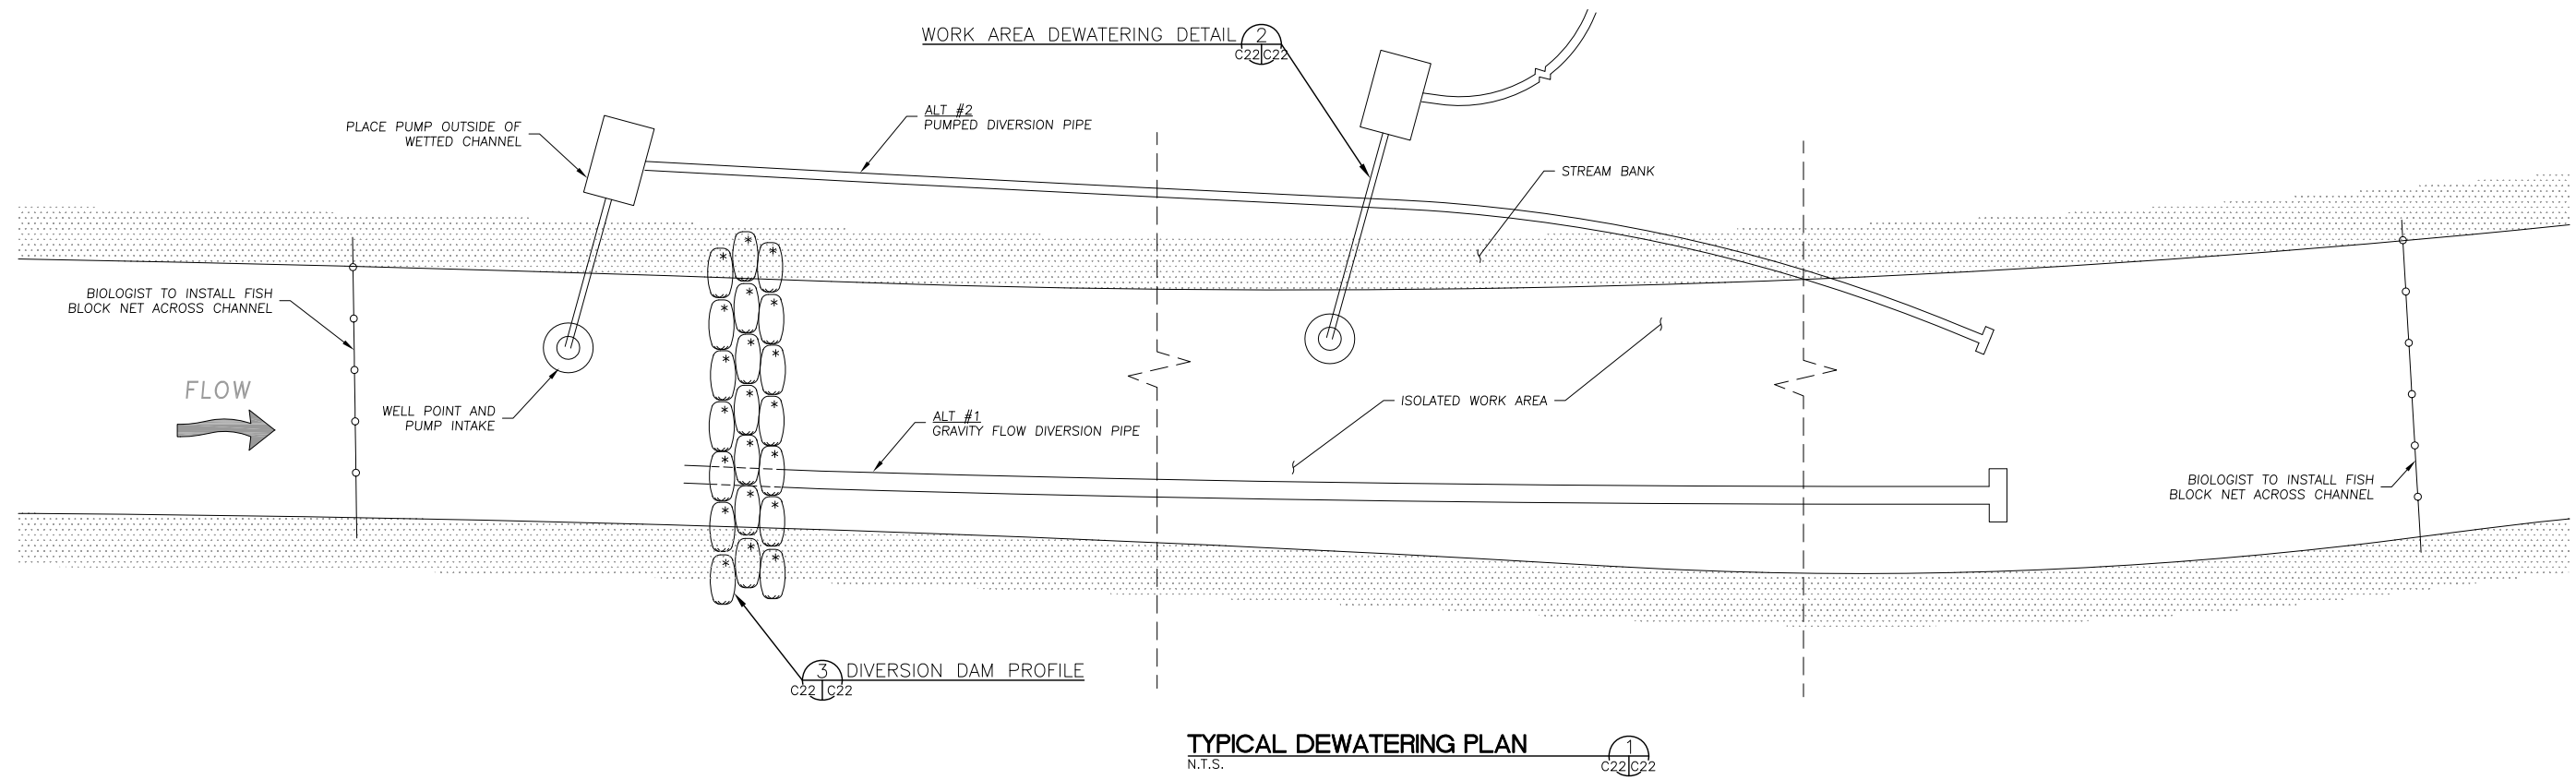 WORK AREA DEWATERING DETAIL
2
C22 C22
ALT #2
PUMPED DIVERSION PIPE
PLACE PUMP OUTSIDE OF
WETTED CHANNEL
STREAM BANK
BIOLOGIST TO INSTALL FISH
BLOCK NET ACROSS CHANNEL
FLOW
WELL POINT AND
PUMP INTAKE
ALT #1
GRAVITY FLOW DIVERSION PIPE
ISOLATED WORK AREA
BIOLOGIST TO INSTALL FISH
BLOCK NET ACROSS CHANNEL
3
C22 C22
DIVERSION DAM PROFILE
TYPICAL DEWATERING PLAN
N.T.S.
1
C22 C22